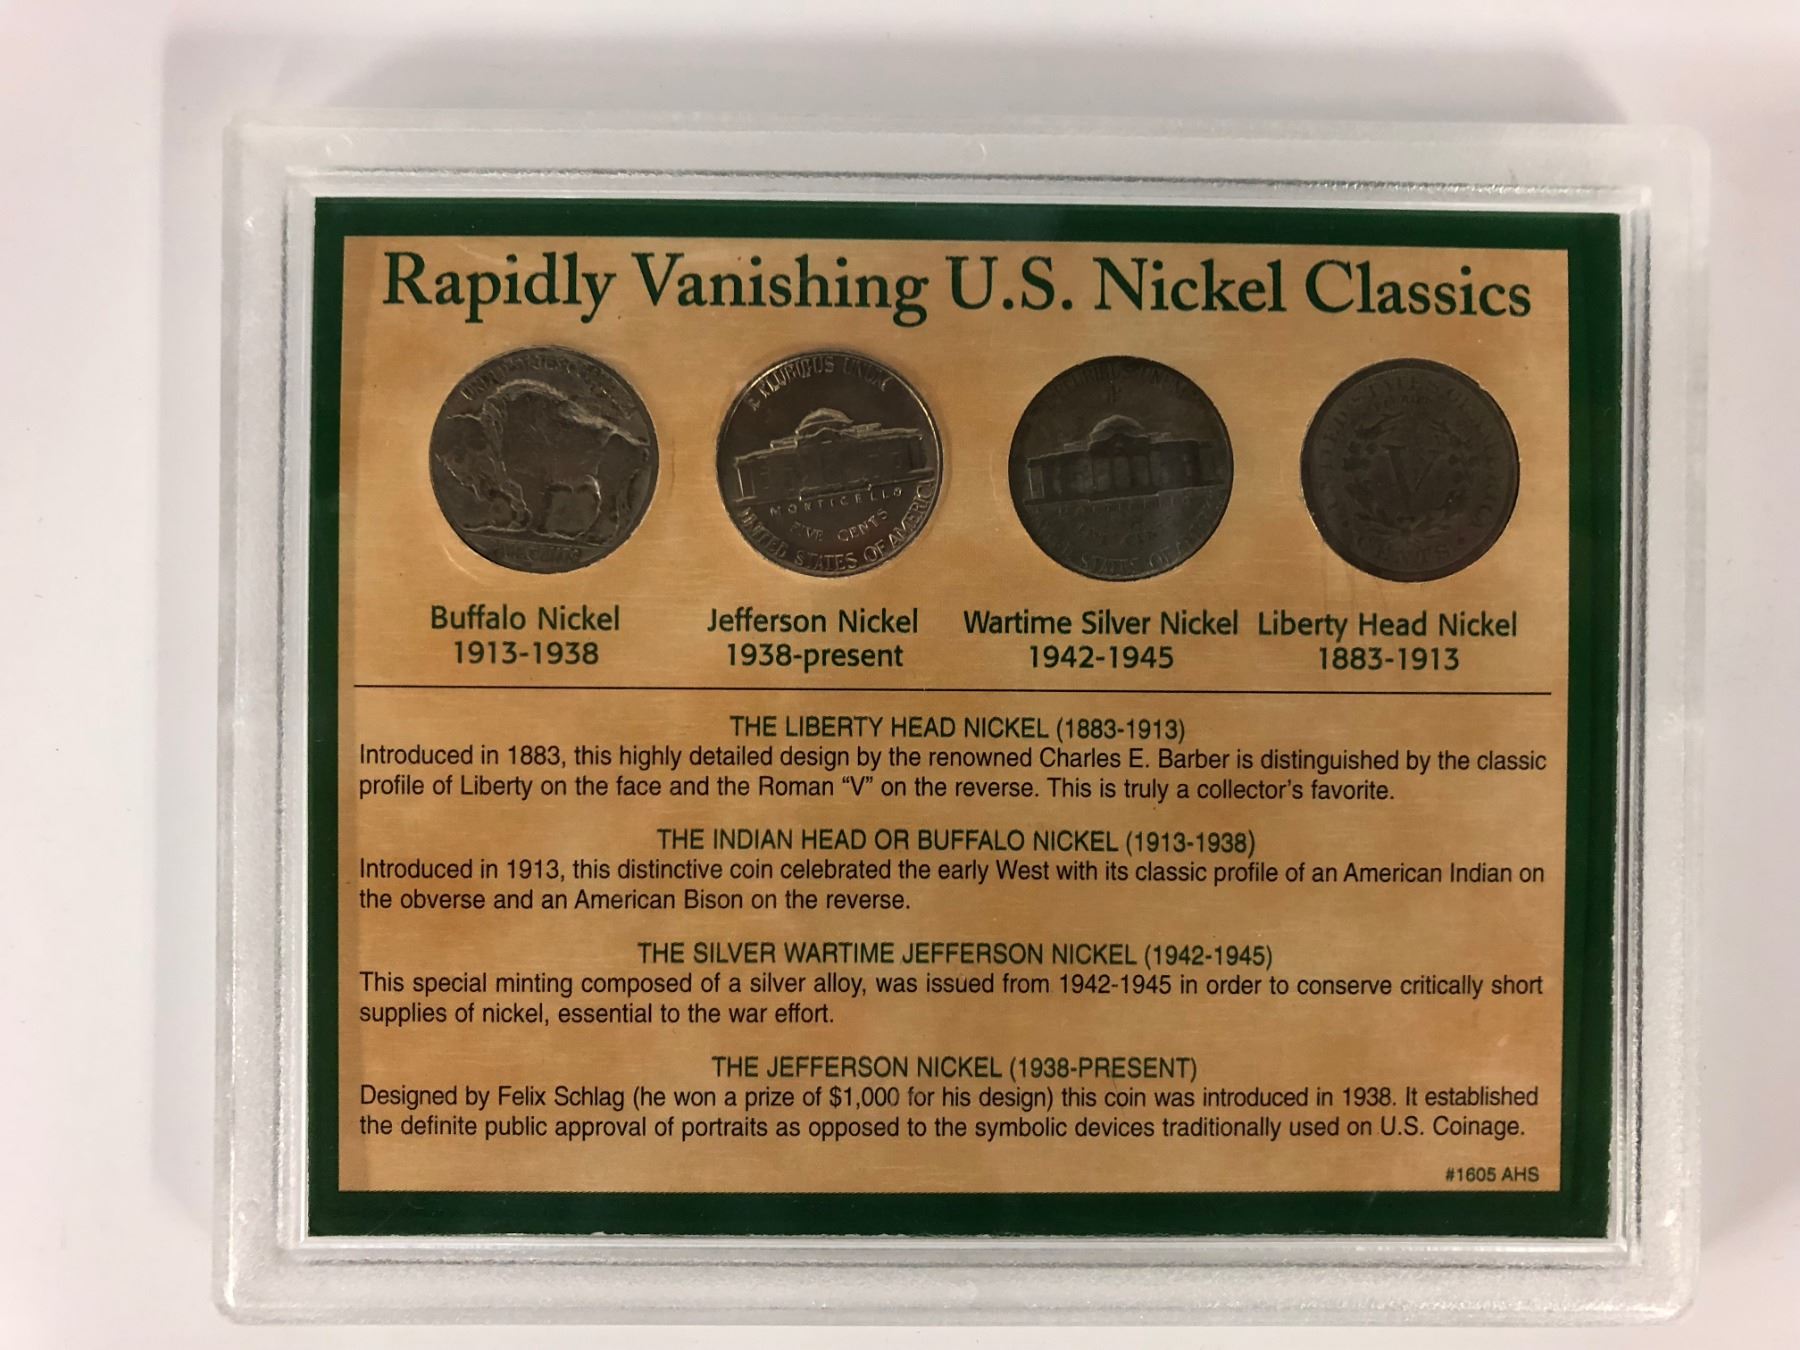 Rapidly Vanishing U.S. Nickel Classics
E PLURIBUS UNUM
MONTICELLO
FIVE CENTS
UNITED STATES OF AMERICA
Buffalo Nickel
1913-1938
Jefferson Nickel
1938-present
Wartime Silver Nickel
1942-1945
Liberty Head Nickel
1883-1913
THE LIBERTY HEAD NICKEL (1883-1913)
Introduced in 1883, this highly detailed design by the renowned Charles E. Barber is distinguished by the classic
profile of Liberty on the face and the Roman “V” on the reverse. This is truly a collector’s favorite.
THE INDIAN HEAD OR BUFFALO NICKEL (1913-1938)
Introduced in 1913, this distinctive coin celebrated the early West with its classic profile of an American Indian on
the obverse and an American Bison on the reverse.
THE SILVER WARTIME JEFFERSON NICKEL (1942-1945)
This special minting composed of a silver alloy, was issued from 1942-1945 in order to conserve critically short
supplies of nickel, essential to the war effort.
THE JEFFERSON NICKEL (1938-PRESENT)
Designed by Felix Schlag (he won a prize of $1,000 for his design) this coin was introduced in 1938. It established
the definite public approval of portraits as opposed to the symbolic devices traditionally used on U.S. Coinage.
#1605 AHS